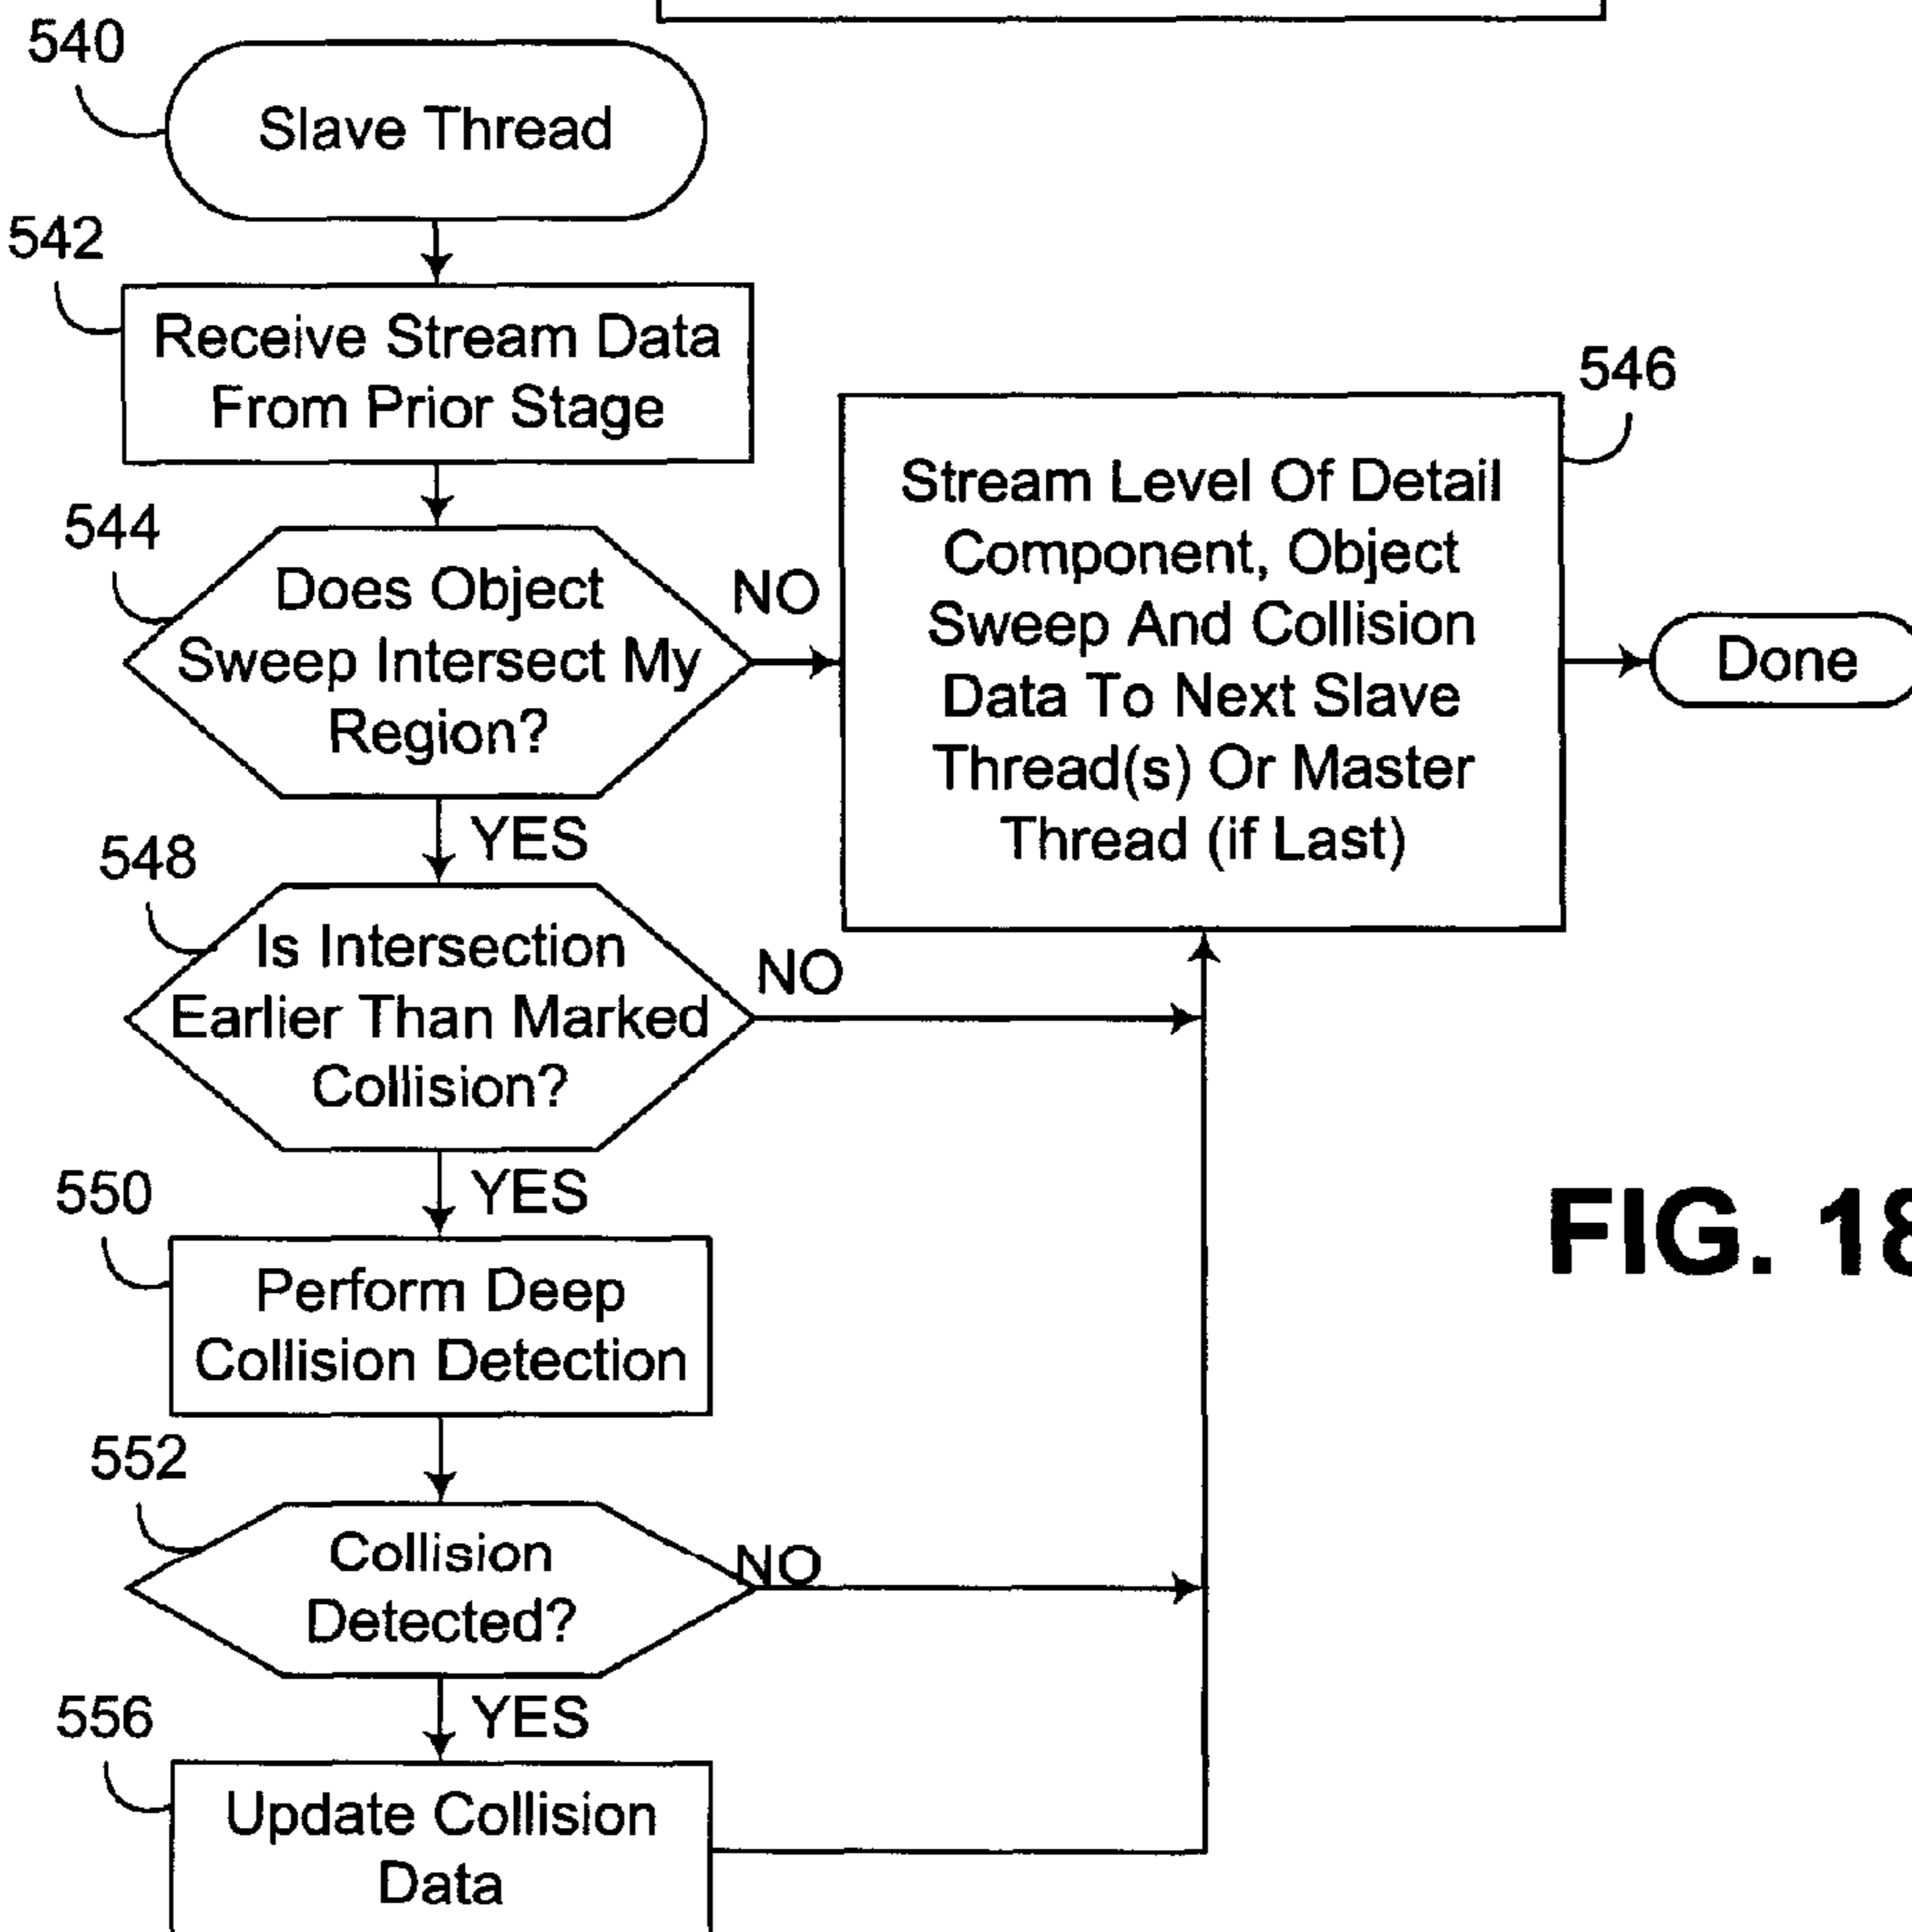 540
Slave Thread
542
Receive Stream Data
From Prior Stage
544
Does Object
Sweep Intersect My
Region?
NO
YES
546
Stream Level Of Detail
Component, Object
Sweep And Collision
Data To Next Slave
Thread(s) Or Master
Thread (if Last)
Done
548
Is Intersection
Earlier Than Marked
Collision?
NO
YES
550
Perform Deep
Collision Detection
552
Collision
Detected?
NO
YES
556
Update Collision
Data
FIG. 18